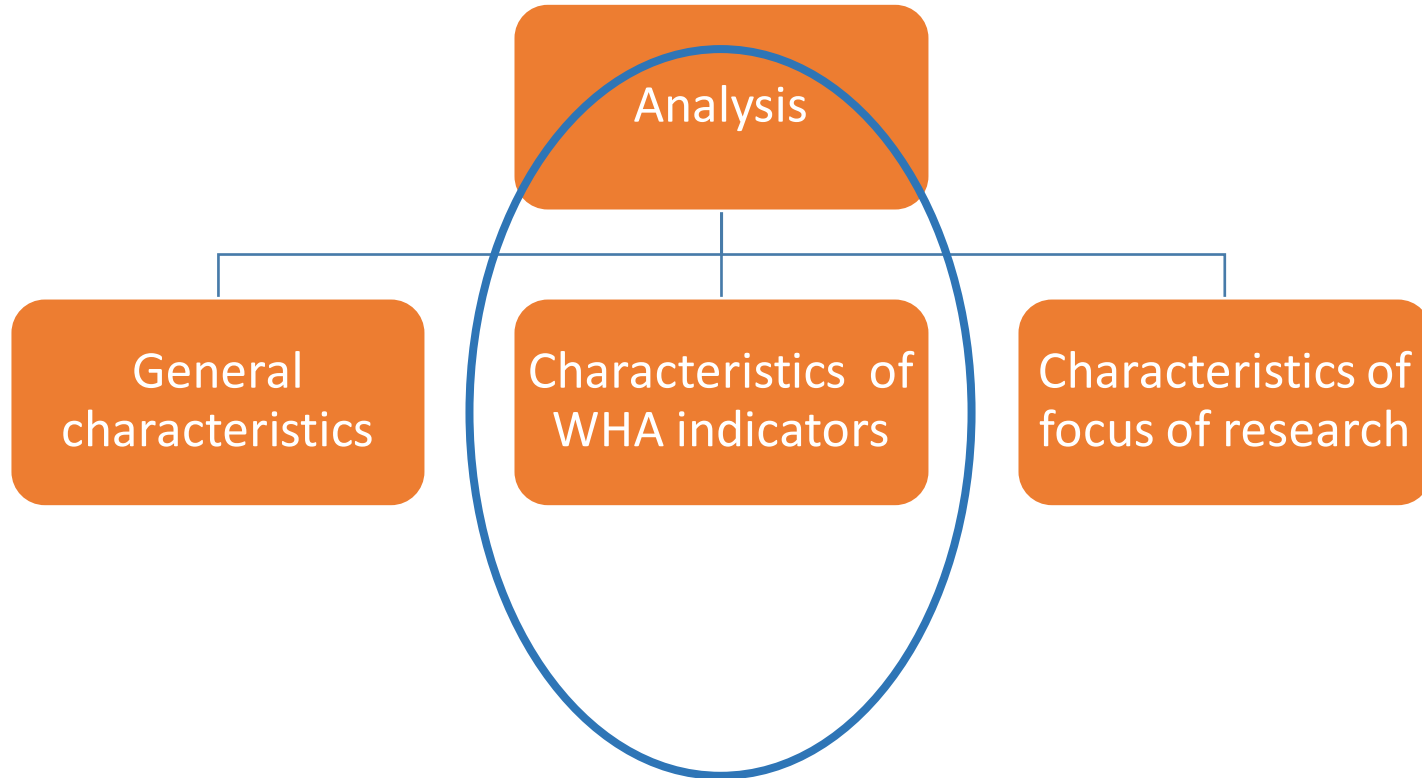 Analysis
General
characteristics
Characteristics of
WHA indicators
Characteristics of
focus of research